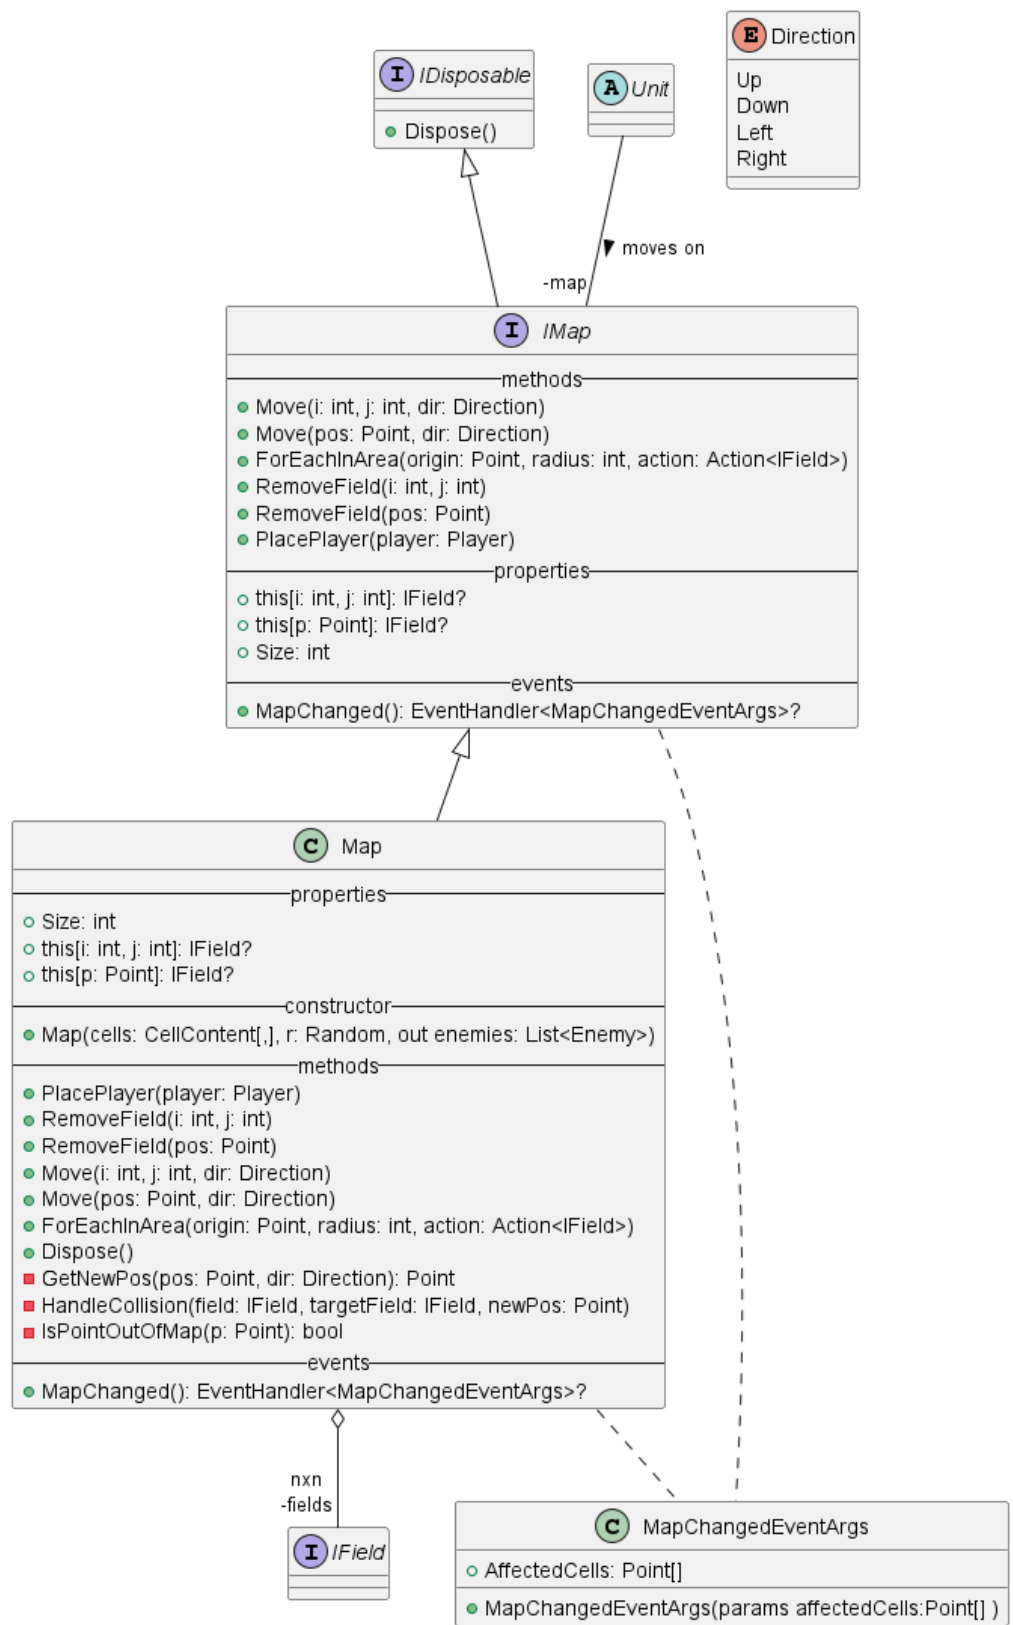 E Direction
Up
Down
Left
Right
I IDisposable
Dispose()
A Unit
moves on
-map
I IMap
methods
Move(i: int, j: int, dir: Direction)
Move(pos: Point, dir: Direction)
ForEachInArea(origin: Point, radius: int, action: Action<IField>)
RemoveField(i: int, j: int)
RemoveField(pos: Point)
PlacePlayer(player: Player)
properties
this[i: int, j: int]: IField?
this[p: Point]: IField?
Size: int
events
MapChanged(): EventHandler<MapChangedEventArgs>?
C Map
properties
Size: int
this[i: int, j: int]: IField?
this[p: Point]: IField?
constructor
Map(cells: CellContent[,], r: Random, out enemies: List<Enemy>)
methods
PlacePlayer(player: Player)
RemoveField(i: int, j: int)
RemoveField(pos: Point)
Move(i: int, j: int, dir: Direction)
Move(pos: Point, dir: Direction)
ForEachInArea(origin: Point, radius: int, action: Action<IField>)
Dispose()
GetNewPos(pos: Point, dir: Direction): Point
HandleCollision(field: IField, targetField: IField, newPos: Point)
IsPointOutOfMap(p: Point): bool
events
MapChanged(): EventHandler<MapChangedEventArgs>?
nxn
-fields
I IField
C MapChangedEventArgs
AffectedCells: Point[]
MapChangedEventArgs(params affectedCells:Point[] )